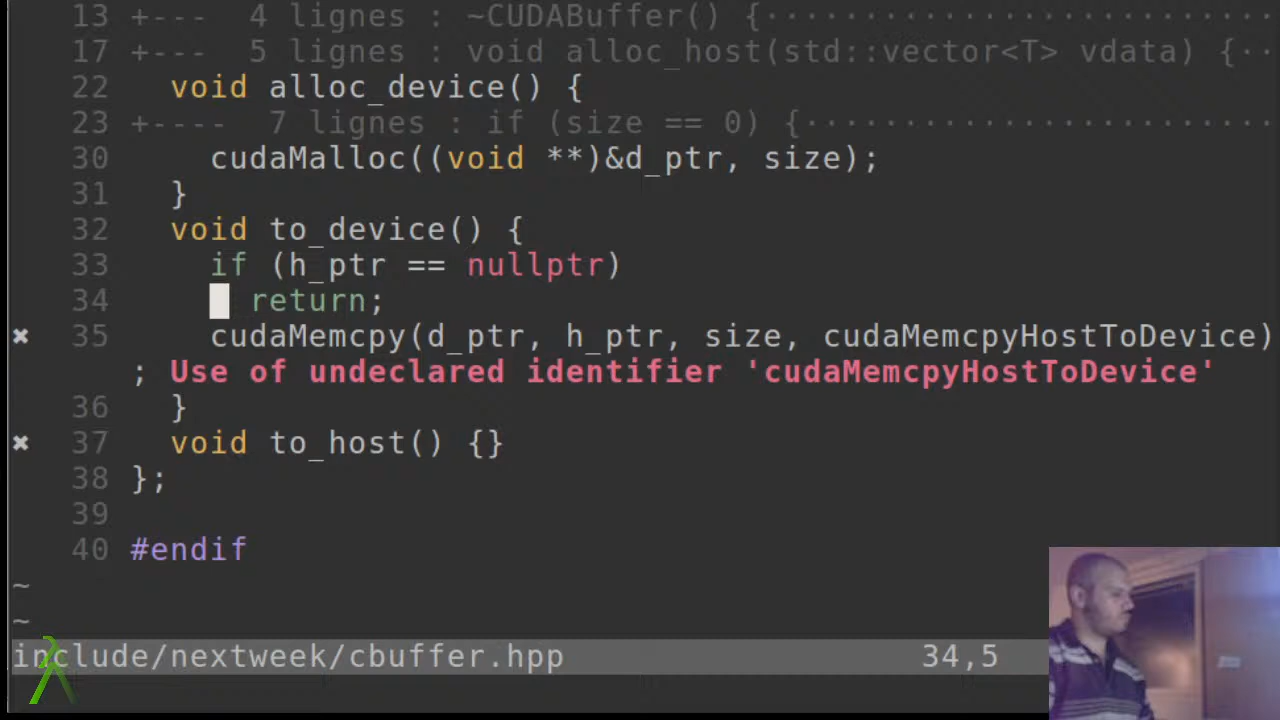 13 +--- 4 lignes : ~CUDABuffer() {··························
17 +--- 5 lignes : void alloc_host(std::vector<T> vdata) {··
22 void alloc_device() {
23 +---- 7 lignes : if (size == 0) {························
30 cudaMalloc((void **)&d_ptr, size);
31 }
32 void to_device() {
33 if (h_ptr == nullptr)
34 return;
✖ 35 cudaMemcpy(d_ptr, h_ptr, size, cudaMemcpyHostToDevice)
; Use of undeclared identifier 'cudaMemcpyHostToDevice'
36 }
✖ 37 void to_host() {}
38 };
39
40 #endif
~
~
include/nextweek/cbuffer.hpp 34,5
λ